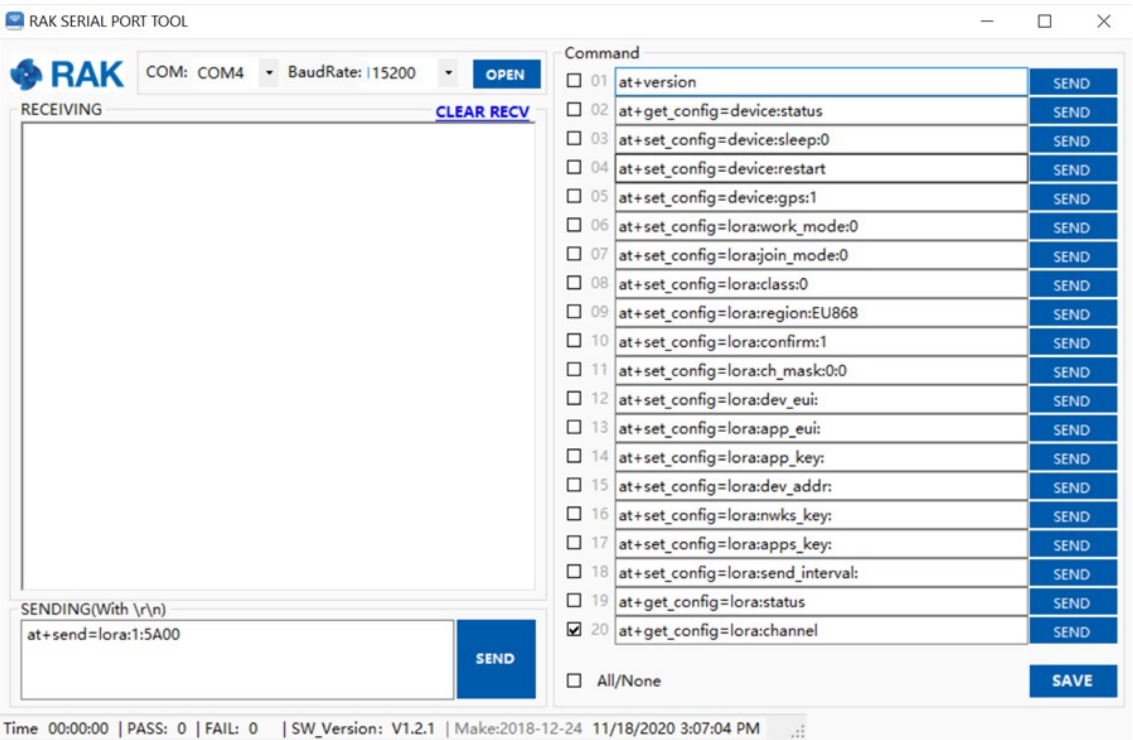 RAK SERIAL PORT TOOL
RAK COM: COM4 BaudRate: 115200 OPEN
RECEIVING CLEAR RECV
SENDING(With \r\n)
at+send=lora:1:5A00
SEND
Command
01 at+version SEND
02 at+get_config=device:status SEND
03 at+set_config=device:sleep:0 SEND
04 at+set_config=device:restart SEND
05 at+set_config=device:gps:1 SEND
06 at+set_config=lora:work_mode:0 SEND
07 at+set_config=lora:join_mode:0 SEND
08 at+set_config=lora:class:0 SEND
09 at+set_config=lora:region:EU868 SEND
10 at+set_config=lora:confirm:1 SEND
11 at+set_config=lora:ch_mask:0:0 SEND
12 at+set_config=lora:dev_eui: SEND
13 at+set_config=lora:app_eui: SEND
14 at+set_config=lora:app_key: SEND
15 at+set_config=lora:dev_addr: SEND
16 at+set_config=lora:nwks_key: SEND
17 at+set_config=lora:apps_key: SEND
18 at+set_config=lora:send_interval: SEND
19 at+get_config=lora:status SEND
20 at+get_config=lora:channel SEND
All/None SAVE
Time 00:00:00 | PASS: 0 | FAIL: 0 | SW_Version: V1.2.1 | Make:2018-12-24 11/18/2020 3:07:04 PM